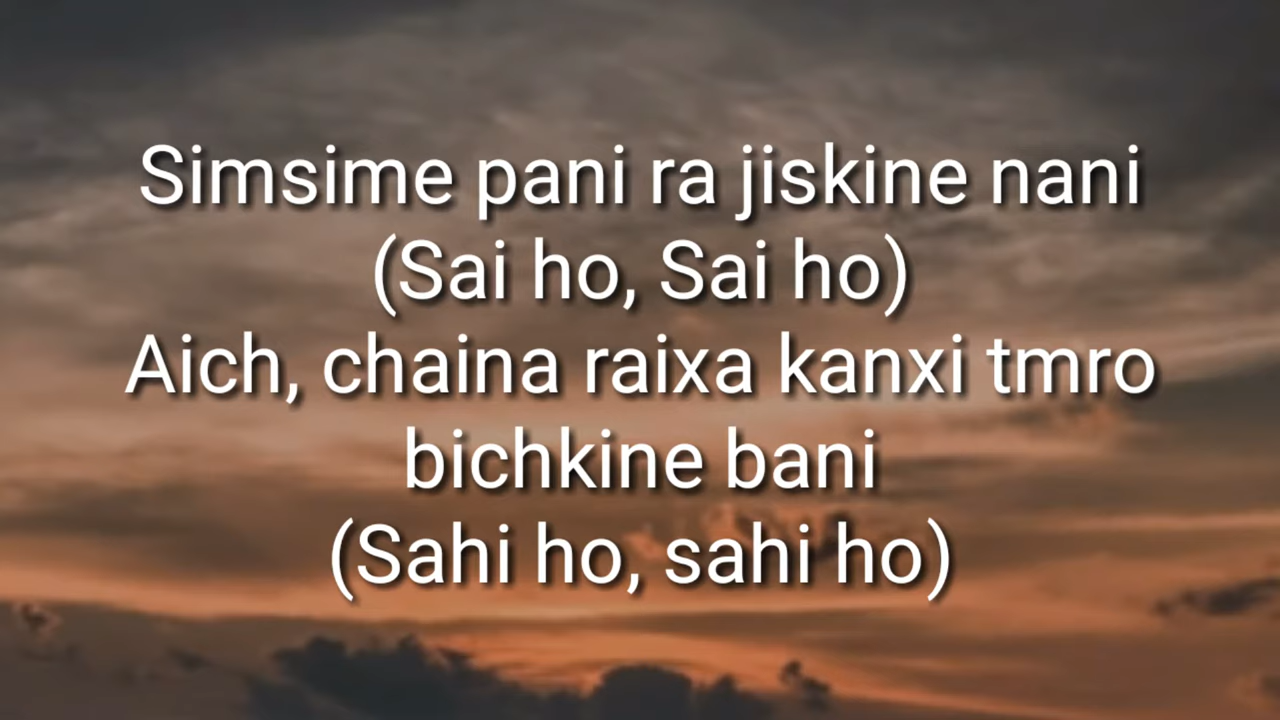 Simsime pani ra jiskine nani
(Sai ho, Sai ho)
Aich, chaina raixa kanxi tmro
bichkine bani
(Sahi ho, sahi ho)